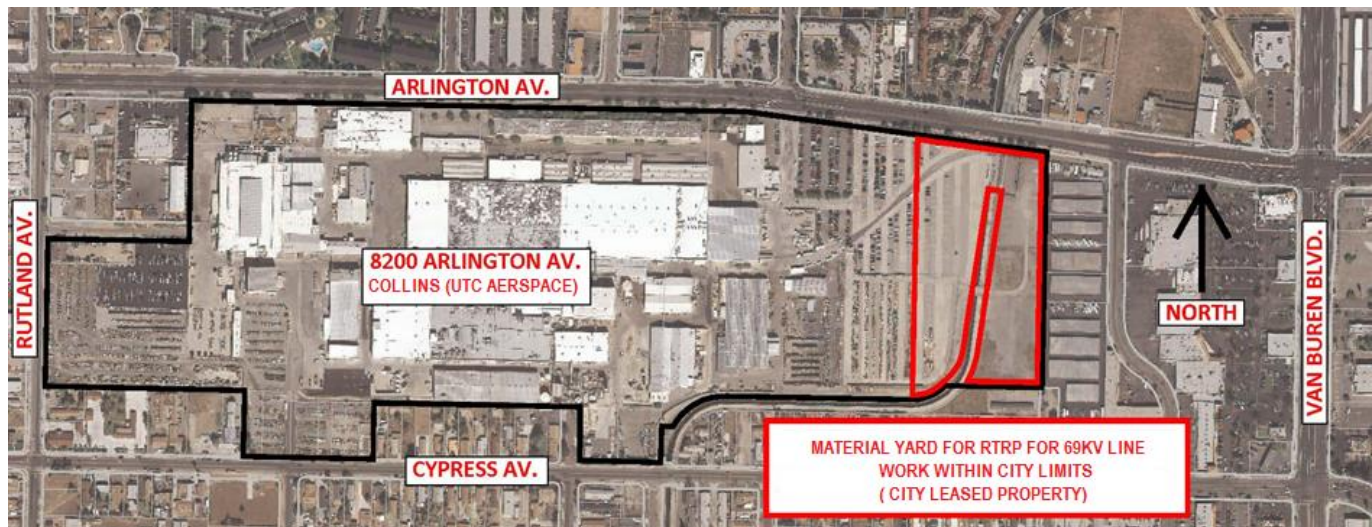 ARLINGTON AV.
RUTLAND AV.
8200 ARLINGTON AV.
COLLINS (UTC AEROSPACE)
NORTH
VAN BUREN BLVD.
CYPRESS AV.
MATERIAL YARD FOR RTRP FOR 69KV LINE
WORK WITHIN CITY LIMITS
( CITY LEASED PROPERTY)